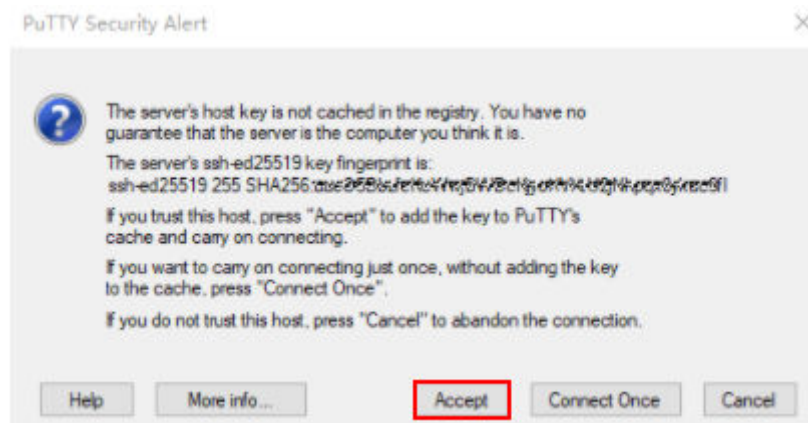 PuTTY Security Alert
The server's host key is not cached in the registry. You have no
guarantee that the server is the computer you think it is.
The server's ssh-ed25519 key fingerprint is:
ssh-ed25519 255 SHA256:
If you trust this host, press "Accept" to add the key to PuTTY's
cache and carry on connecting.
If you want to carry on connecting just once, without adding the key
to the cache, press "Connect Once".
If you do not trust this host, press "Cancel" to abandon the connection.
Help More info... Accept Connect Once Cancel